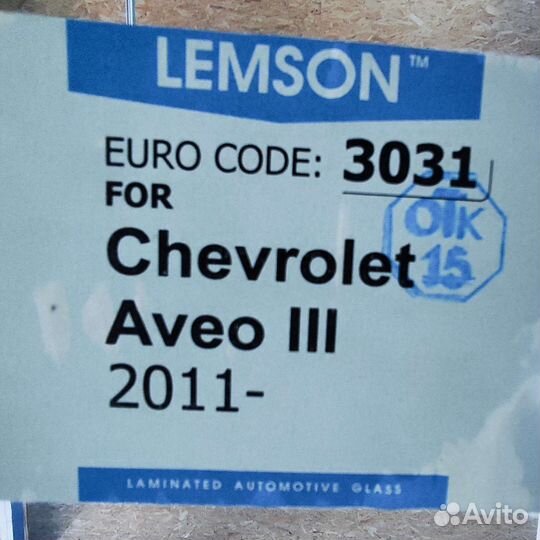 LEMSON™
EURO CODE: 3031
FOR
ОТК
Chevrolet
15
Aveo III
2011-
LAMINATED AUTOMOTIVE GLASS
Avito